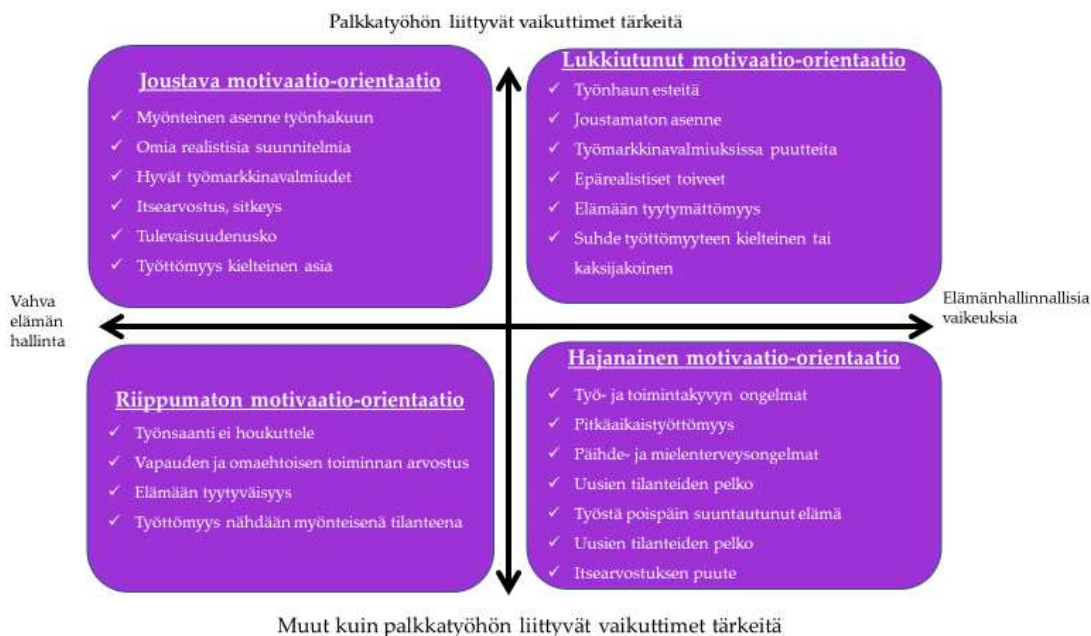 Palkkatyöhön liittyvät vaikuttimet tärkeitä
Joustava motivaatio-orientaatio
✓ Myönteinen asenne työnhakuun
✓ Omia realistisia suunnitelmia
✓ Hyvät työmarkkinavalmiudet
✓ Itsearvostus, sitkeys
✓ Tulevaisuudenusko
✓ Työttömyys kielteinen asia
Lukkiutunut motivaatio-orientaatio
✓ Työnhaun esteitä
✓ Joustamaton asenne
✓ Työmarkkinavalmiuksissa puutteita
✓ Epärealistiset toiveet
✓ Elämään tyytymättömyys
✓ Suhde työttömyyteen kielteinen tai
kaksijakoinen
Vahva
elämän
hallinta
Elämänhallinnallisia
vaikeuksia
Riippumaton motivaatio-orientaatio
✓ Työnsaanti ei houkuttele
✓ Vapauden ja omaehtoisen toiminnan arvostus
✓ Elämään tyytyväisyys
✓ Työttömyys nähdään myönteisenä tilanteena
Hajanainen motivaatio-orientaatio
✓ Työ- ja toimintakyvyn ongelmat
✓ Pitkäaikaistyöttömyys
✓ Päihde- ja mielenterveysongelmat
✓ Uusien tilanteiden pelko
✓ Työstä poispäin suuntautunut elämä
✓ Uusien tilanteiden pelko
✓ Itsearvostuksen puute
Muut kuin palkkatyöhön liittyvät vaikuttimet tärkeitä